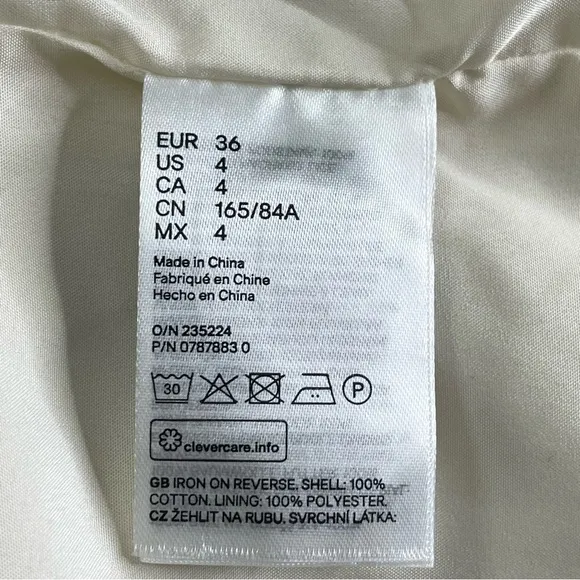 EUR 36
US 4
CA 4
CN 165/84A
MX 4
Made in China
Fabriqué en Chine
Hecho en China
O/N 235224
P/N 0787883 0
30 P
clevercare.info
GB IRON ON REVERSE. SHELL: 100%
COTTON. LINING: 100% POLYESTER.
CZ ŽEHLIT NA RUBU. SVRCHNÍ LÁTKA: